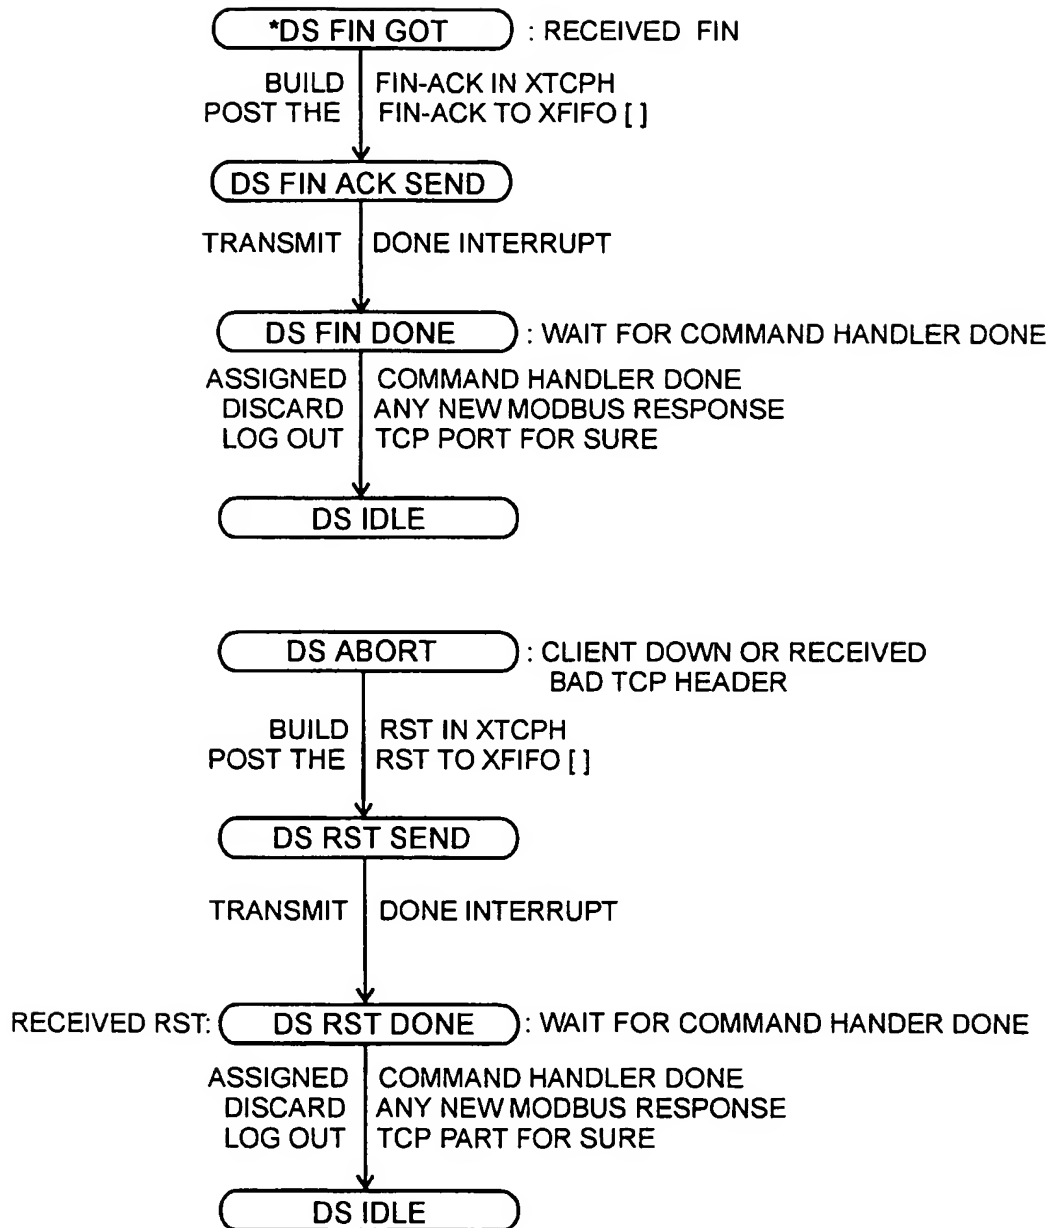 *DS FIN GOT : RECEIVED FIN
BUILD FIN-ACK IN XTCPH
POST THE FIN-ACK TO XFIFO [ ]
DS FIN ACK SEND
TRANSMIT DONE INTERRUPT
DS FIN DONE : WAIT FOR COMMAND HANDLER DONE
ASSIGNED COMMAND HANDLER DONE
DISCARD ANY NEW MODBUS RESPONSE
LOG OUT TCP PORT FOR SURE
DS IDLE
DS ABORT : CLIENT DOWN OR RECEIVED
BAD TCP HEADER
BUILD RST IN XTCPH
POST THE RST TO XFIFO [ ]
DS RST SEND
TRANSMIT DONE INTERRUPT
RECEIVED RST: DS RST DONE : WAIT FOR COMMAND HANDER DONE
ASSIGNED COMMAND HANDLER DONE
DISCARD ANY NEW MODBUS RESPONSE
LOG OUT TCP PART FOR SURE
DS IDLE